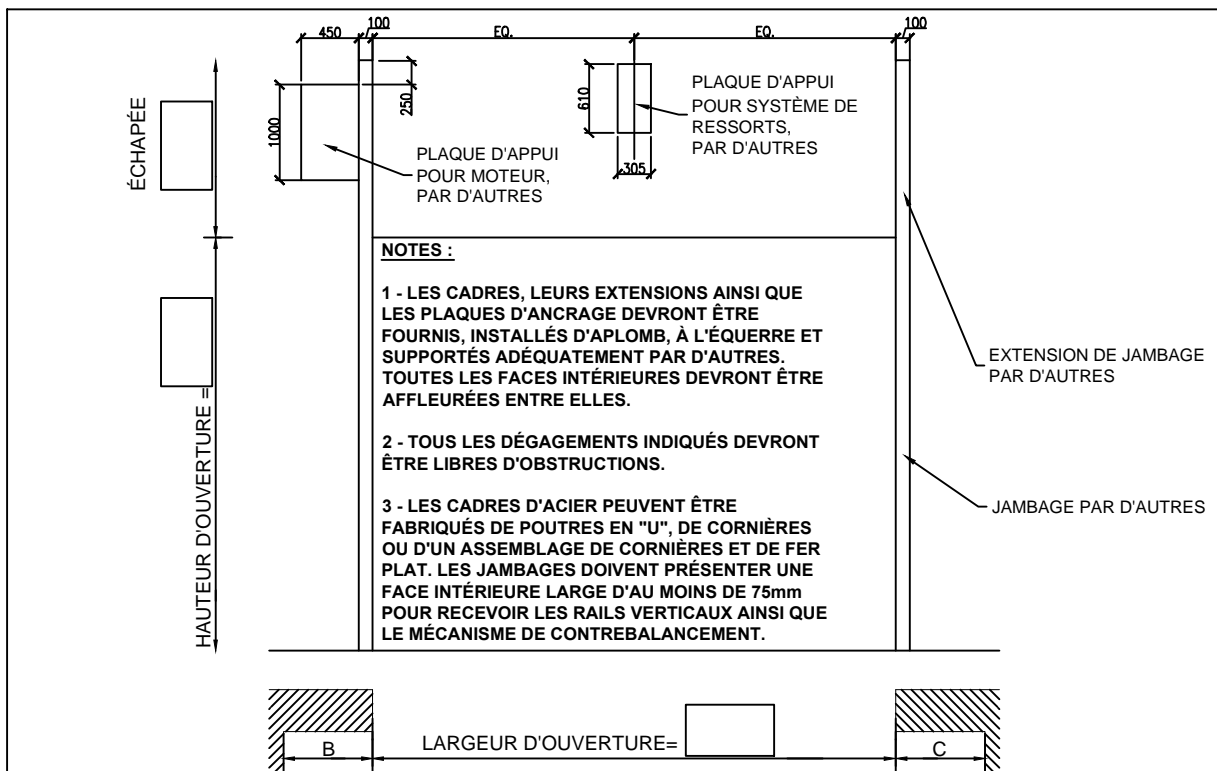 450
100
EQ.
EQ.
100
ÉCHAPÉE
1000
250
610
305
PLAQUE D'APPUI
POUR MOTEUR,
PAR D'AUTRES
PLAQUE D'APPUI
POUR SYSTÈME DE
RESSORTS,
PAR D'AUTRES
HAUTEUR D'OUVERTURE =
NOTES :
1 - LES CADRES, LEURS EXTENSIONS AINSI QUE
LES PLAQUES D'ANCRAGE DEVRONT ÊTRE
FOURNIS, INSTALLÉS D'APLOMB, À L'ÉQUERRE ET
SUPPORTÉS ADÉQUATEMENT PAR D'AUTRES.
TOUTES LES FACES INTÉRIEURES DEVRONT ÊTRE
AFFLEURÉES ENTRE ELLES.
2 - TOUS LES DÉGAGEMENTS INDIQUÉS DEVRONT
ÊTRE LIBRES D'OBSTRUCTIONS.
3 - LES CADRES D'ACIER PEUVENT ÊTRE
FABRIQUÉS DE POUTRES EN "U", DE CORNIÈRES
OU D'UN ASSEMBLAGE DE CORNIÈRES ET DE FER
PLAT. LES JAMBAGES DOIVENT PRÉSENTER UNE
FACE INTÉRIEURE LARGE D'AU MOINS DE 75mm
POUR RECEVOIR LES RAILS VERTICAUX AINSI QUE
LE MÉCANISME DE CONTREBALANCEMENT.
EXTENSION DE JAMBAGE
PAR D'AUTRES
JAMBAGE PAR D'AUTRES
B
LARGEUR D'OUVERTURE=
C